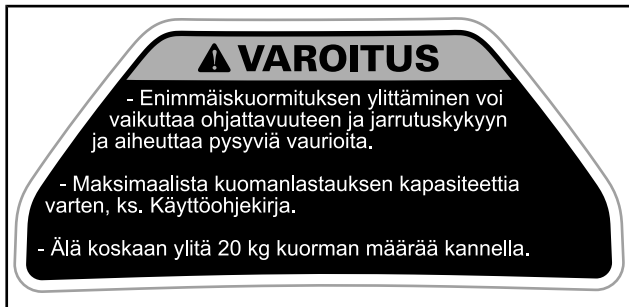 VAROITUS
- Enimmäiskuormituksen ylittäminen voi
vaikuttaa ohjattavuuteen ja jarrutuskykyyn
ja aiheuttaa pysyviä vaurioita.
- Maksimaalista kuomanlastauksen kapasiteettia
varten, ks. Käyttöohjekirja.
- Älä koskaan ylitä 20 kg kuorman määrää kannella.